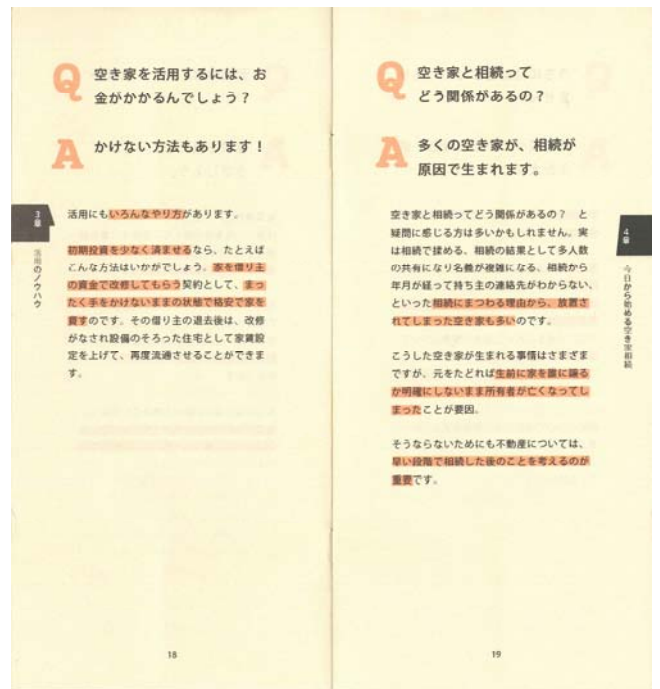 Q
空き家を活用するには、お
金がかかるんでしょう？
A
かけない方法もあります！
3章
活用のノウハウ
活用にもいろんなやり方があります。
初期投資を少なく済ませるなら、たとえば
こんな方法はいかがでしょう。家を借り主
の資金で改修してもらう契約として、まっ
たく手をかけないままの状態で格安で家を
貸すのです。その借り主の退去後は、改修
がなされ設備のそろった住宅として家賃設
定を上げて、再度流通させることができま
す。
18
Q
空き家と相続って
どう関係があるの？
A
多くの空き家が、相続が
原因で生まれます。
空き家と相続ってどう関係があるの？　と
疑問に感じる方は多いかもしれません。実
は相続で揉める、相続の結果として多人数
の共有になり名義が複雑になる、相続から
年月が経って持ち主の連絡先がわからない、
といった相続にまつわる理由から、放置さ
れてしまった空き家も多いのです。
こうした空き家が生まれる事情はさまざま
ですが、元をたどれば生前に家を誰に譲る
か明確にしないまま所有者が亡くなってし
まったことが要因。
そうならないためにも不動産については、
早い段階で相続した後のことを考えるのが
重要です。
4章
今日から始める空き家相続
19